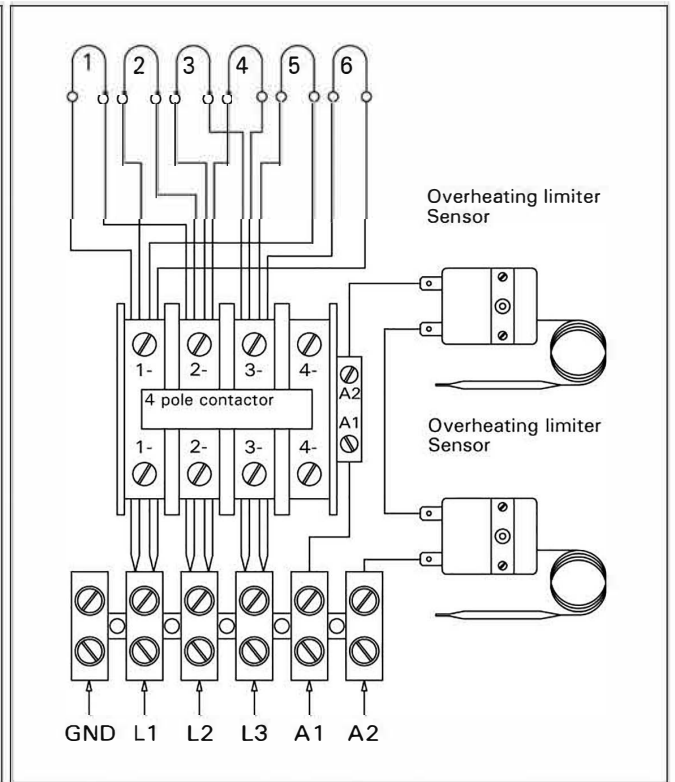 1 2 3 4 5 6
Overheating limiter
Sensor
1- 2- 3- 4-
A2
4 pole contactor
A1
Overheating limiter
Sensor
1- 2- 3- 4-
GND L1 L2 L3 A1 A2